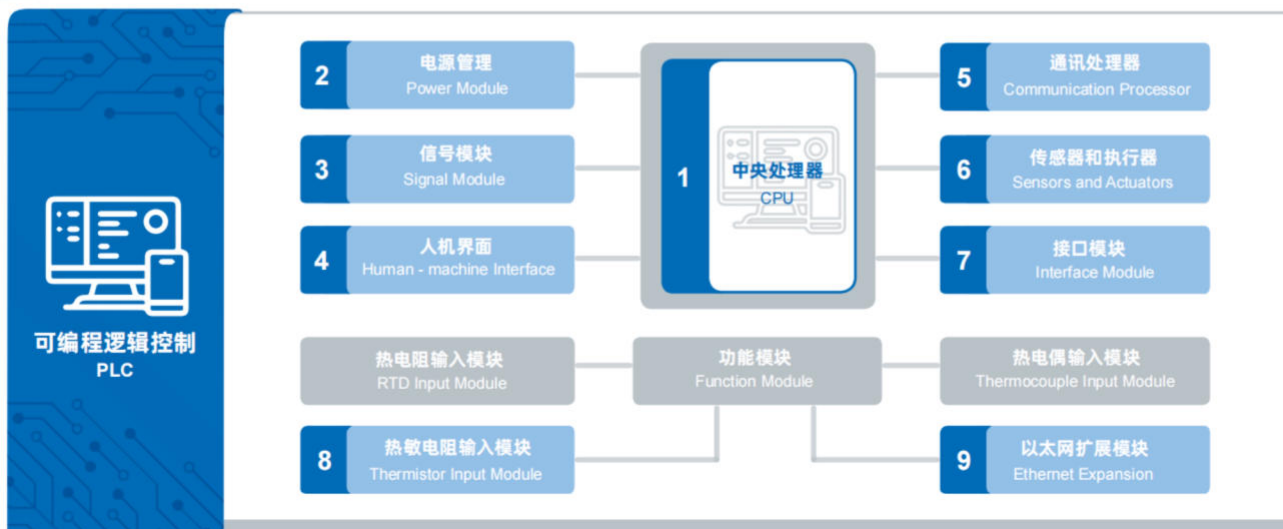 可编程逻辑控制
PLC
2
电源管理
Power Module
3
信号模块
Signal Module
4
人机界面
Human - machine Interface
1
中央处理器
CPU
5
通讯处理器
Communication Processor
6
传感器和执行器
Sensors and Actuators
7
接口模块
Interface Module
热电阻输入模块
RTD Input Module
功能模块
Function Module
热电偶输入模块
Thermocouple Input Module
8
热敏电阻输入模块
Thermistor Input Module
9
以太网扩展模块
Ethernet Expansion